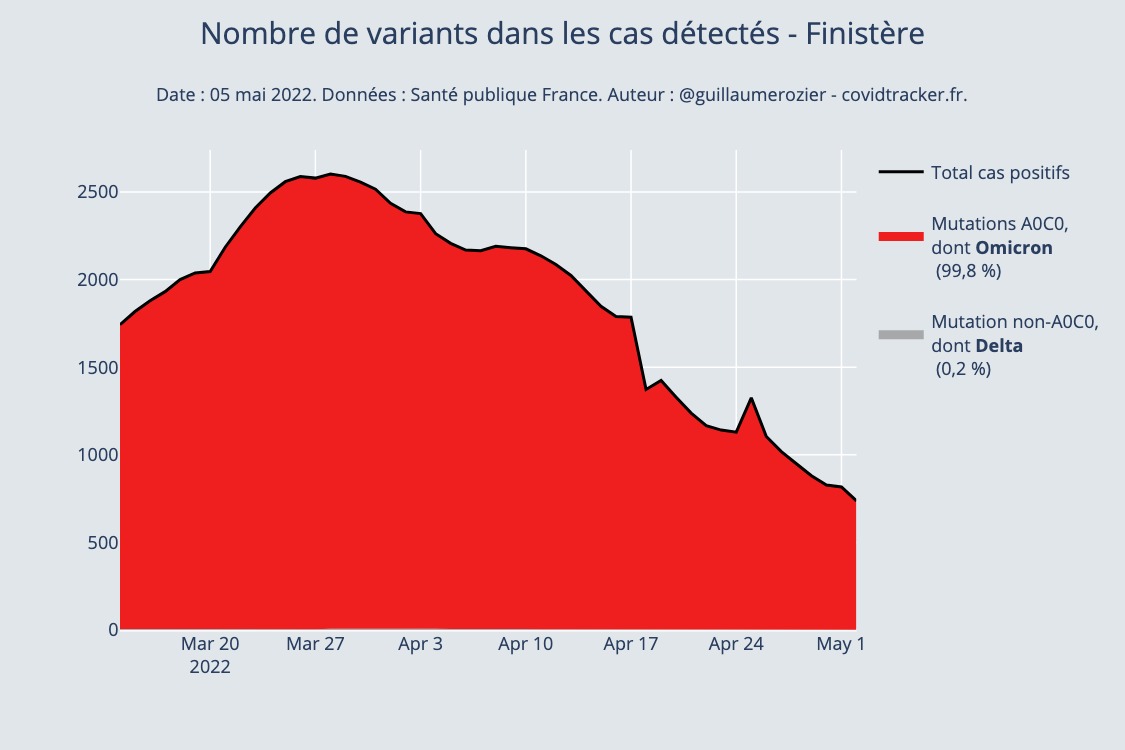 Nombre de variants dans les cas détectés - Finistère
Date : 05 mai 2022. Données : Santé publique France. Auteur : @guillaumerozier - covidtracker.fr.
2500
2000
1500
1000
500
0
Mar 20
2022
Mar 27
Apr 3
Apr 10
Apr 17
Apr 24
May 1
Total cas positifs
Mutations A0C0,
dont Omicron
(99,8 %)
Mutation non-A0C0,
dont Delta
(0,2 %)